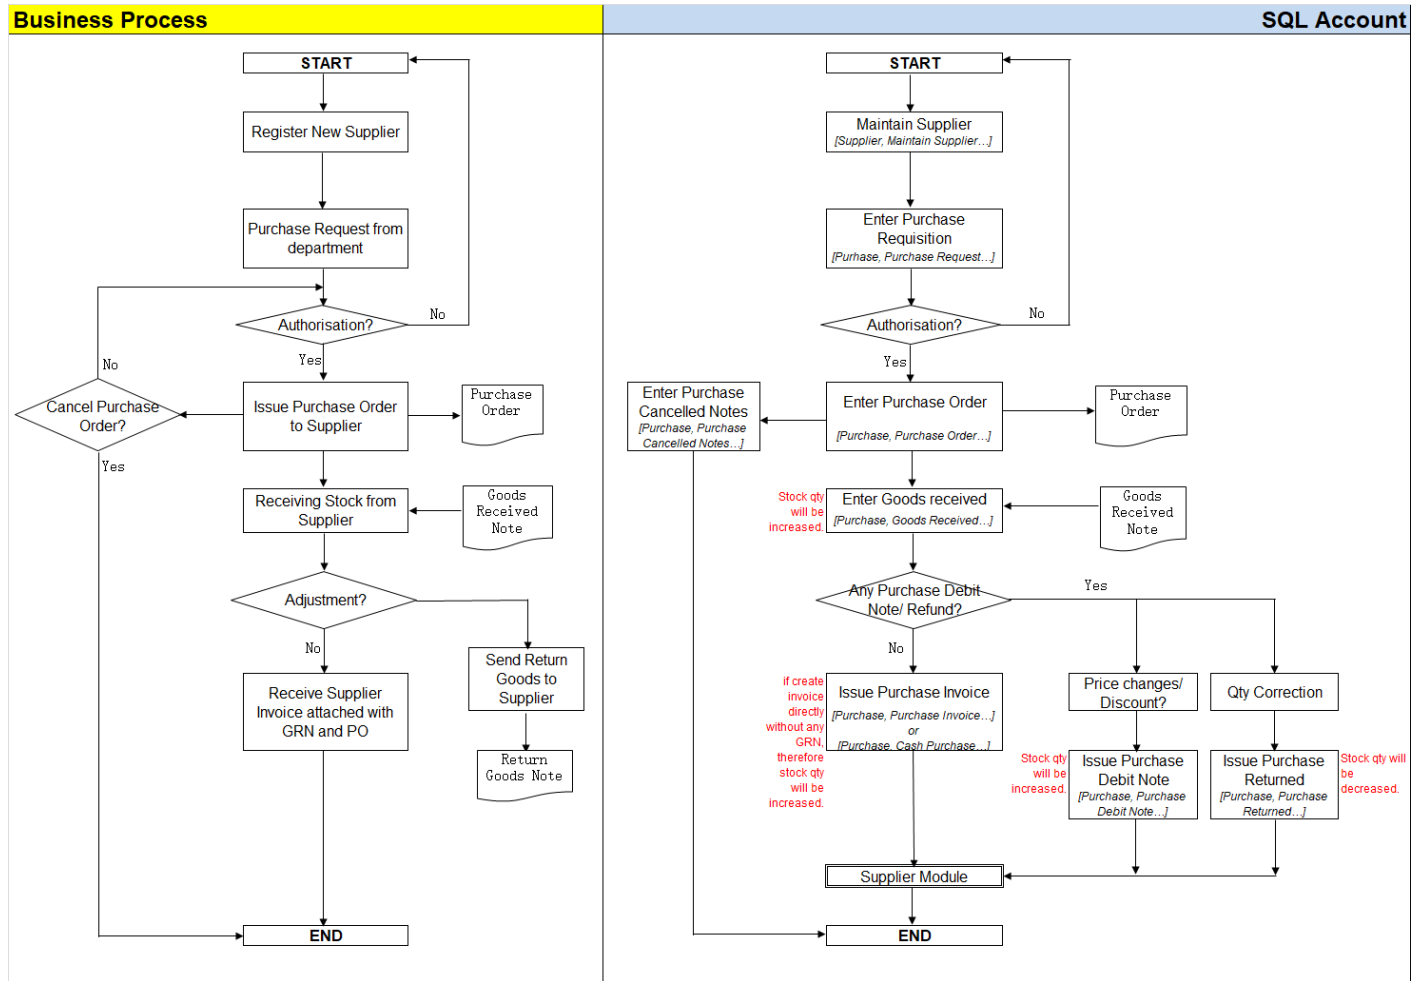 Business Process
START
Register New Supplier
Purchase Request from
department
No
Authorisation?
Yes
No
Cancel Purchase
Order?
Yes
Issue Purchase Order
to Supplier
Purchase
Order
Receiving Stock from
Supplier
Goods
Received
Note
Adjustment?
No
Send Return
Goods to
Supplier
Receive Supplier
Invoice attached with
GRN and PO
Return
Goods Note
END
SQL Account
START
Maintain Supplier
[Supplier, Maintain Supplier...]
Enter Purchase
Requisition
[Purhase, Purchase Request...]
No
Authorisation?
Yes
Enter Purchase
Cancelled Notes
[Purchase, Purchase
Cancelled Notes...]
Enter Purchase Order
[Purchase, Purchase Order...]
Purchase
Order
Stock qty
will be
increased.
Enter Goods received
[Purchase, Goods Received...]
Goods
Received
Note
Any Purchase Debit
Note/ Refund?
Yes
No
if create
invoice
directly
without any
GRN,
therefore
stock qty
will be
increased.
Issue Purchase Invoice
[Purchase, Purchase Invoice...]
or
[Purchase, Cash Purchase...]
Price changes/
Discount?
Qty Correction
Stock qty
will be
increased.
Issue Purchase
Debit Note
[Purchase, Purchase
Debit Note...]
Issue Purchase
Returned
[Purchase, Purchase
Returned...]
Stock qty will
be
decreased.
Supplier Module
END